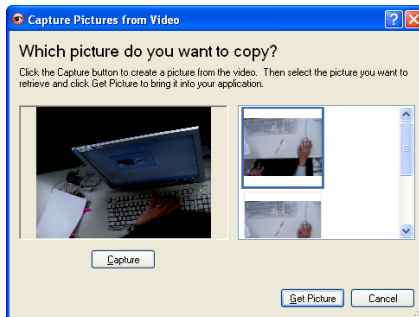 Capture Pictures from Video
Which picture do you want to copy?
Click the Capture button to create a picture from the video. Then select the picture you want to
retrieve and click Get Picture to bring it into your application.
Capture
Get Picture
Cancel